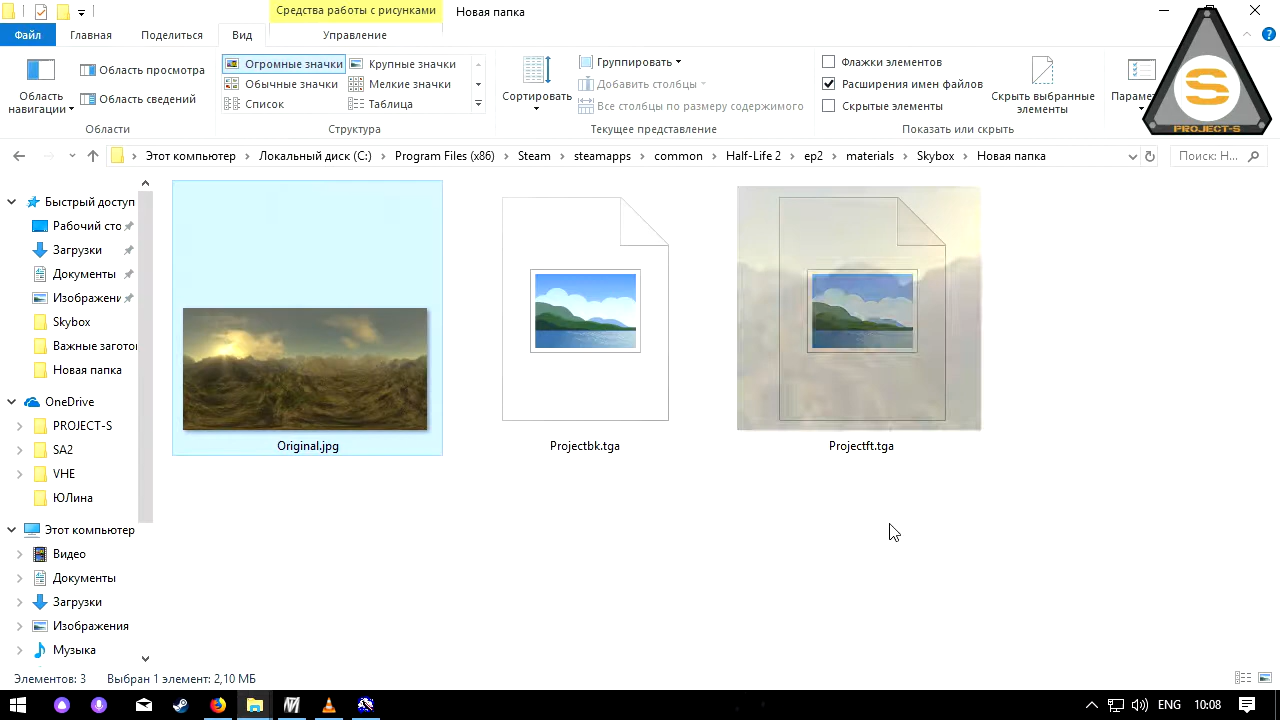 Средства работы с рисунками
Новая папка
Файл
Главная
Поделиться
Вид
Управление
Область навигации
Область просмотра
Область сведений
Области
Огромные значки
Крупные значки
Обычные значки
Мелкие значки
Список
Таблица
Структура
Сортировать
Группировать
Добавить столбцы
Все столбцы по размеру содержимого
Текущее представление
Флажки элементов
Расширения имен файлов
Скрытые элементы
Скрыть выбранные
элементы
Парамет
Показать или скрыть
S
PROJECT-S
Этот компьютер
Локальный диск (C:)
Program Files (x86)
Steam
steamapps
common
Half-Life 2
ep2
materials
Skybox
Новая папка
Поиск: Н...
Быстрый доступ
Рабочий сто
Загрузки
Документы
Изображени
Skybox
Важные загото
Новая папка
OneDrive
PROJECT-S
SA2
VHE
ЮЛина
Этот компьютер
Видео
Документы
Загрузки
Изображения
Музыка
Original.jpg
Projectbk.tga
Projectft.tga
Элементов: 3
Выбран 1 элемент: 2,10 МБ
ENG
10:08